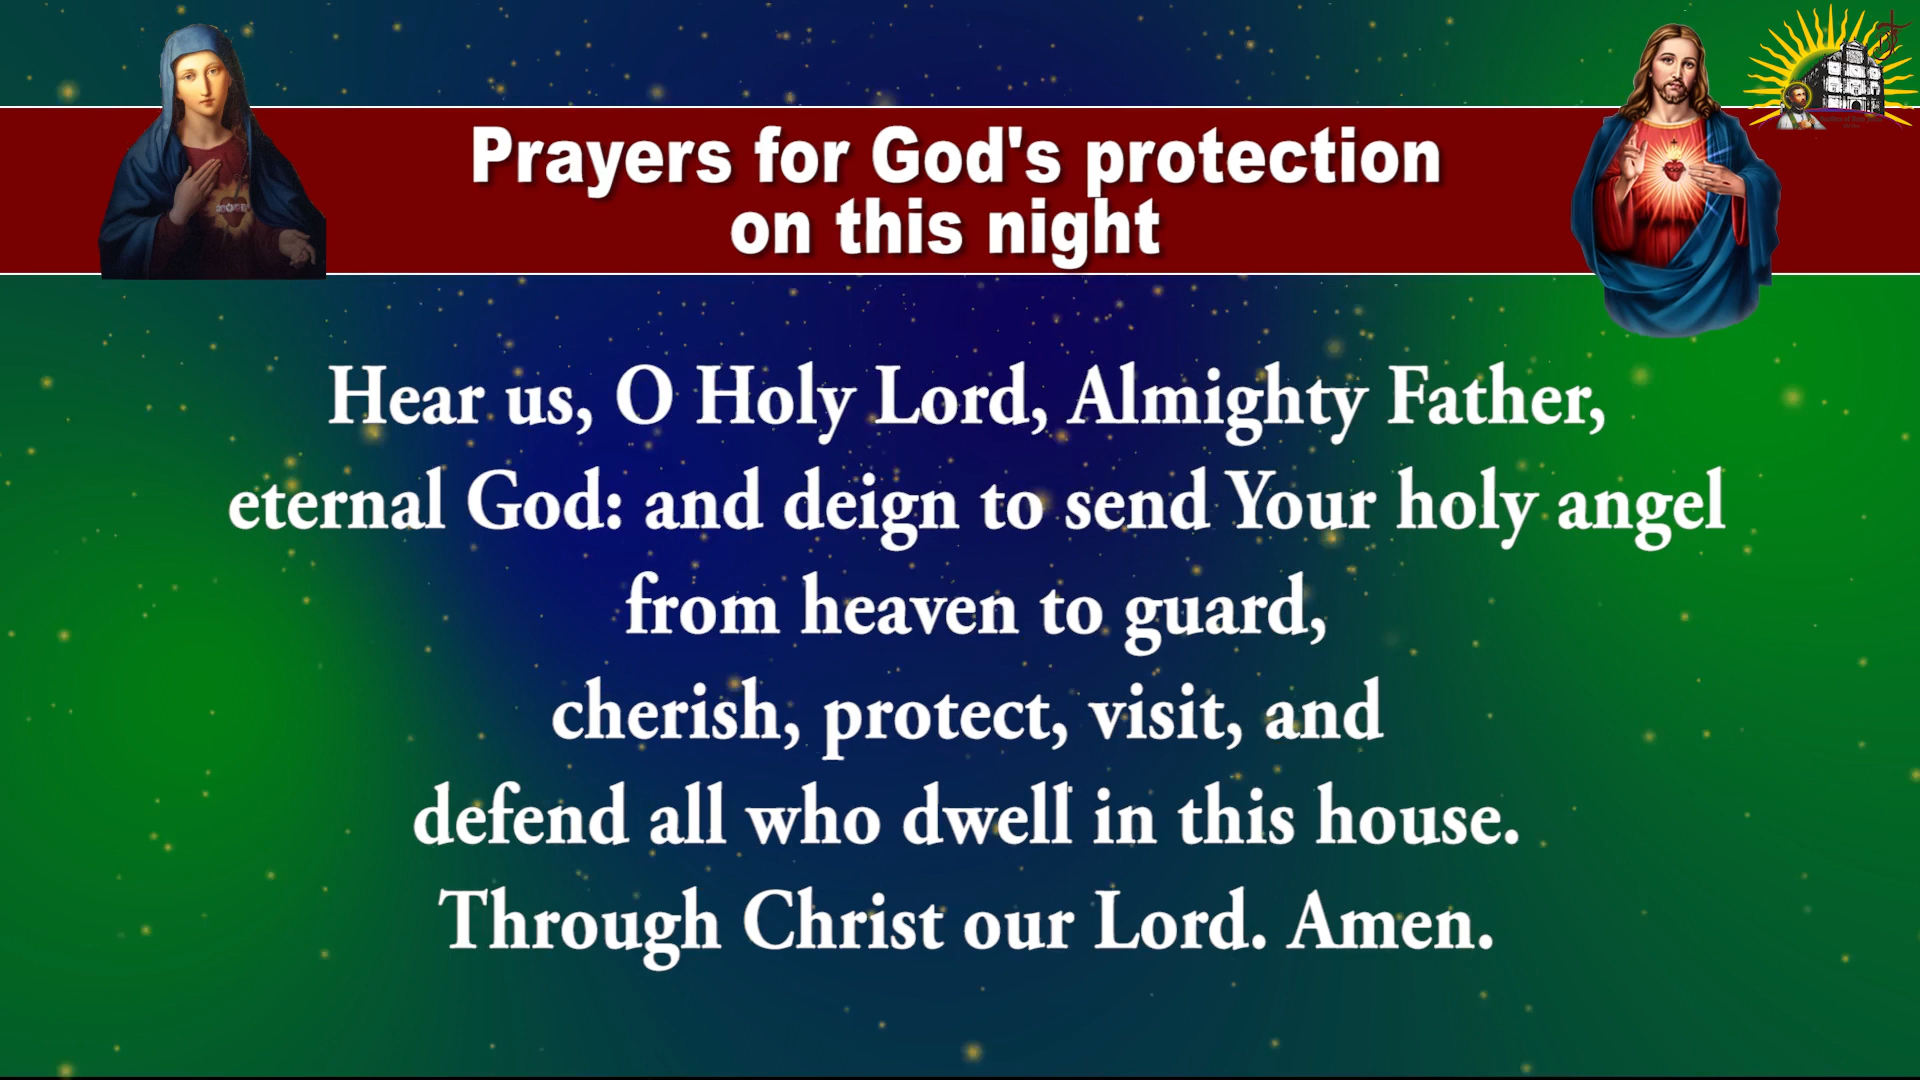 Prayers for God's protection
on this night
Hear us, O Holy Lord, Almighty Father,
eternal God: and deign to send Your holy angel
from heaven to guard,
cherish, protect, visit, and
defend all who dwell in this house.
Through Christ our Lord. Amen.